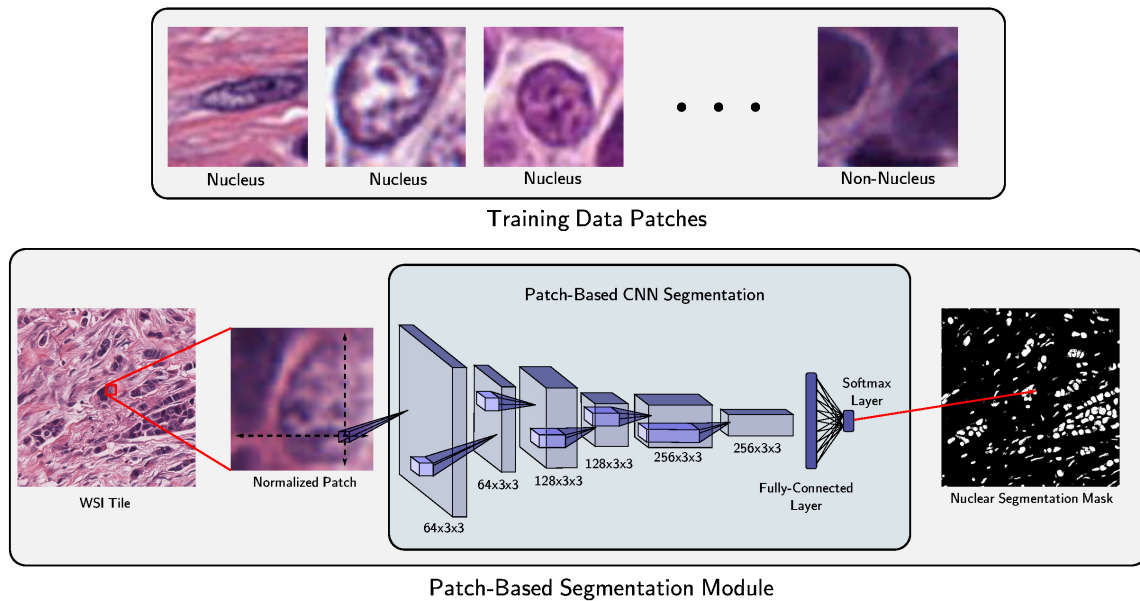 Nucleus
Nucleus
Nucleus
Non-Nucleus
Training Data Patches
Patch-Based CNN Segmentation
WSI Tile
Normalized Patch
64x3x3
64x3x3
128x3x3
128x3x3
256x3x3
256x3x3
Fully-Connected
Layer
Softmax
Layer
Nuclear Segmentation Mask
Patch-Based Segmentation Module